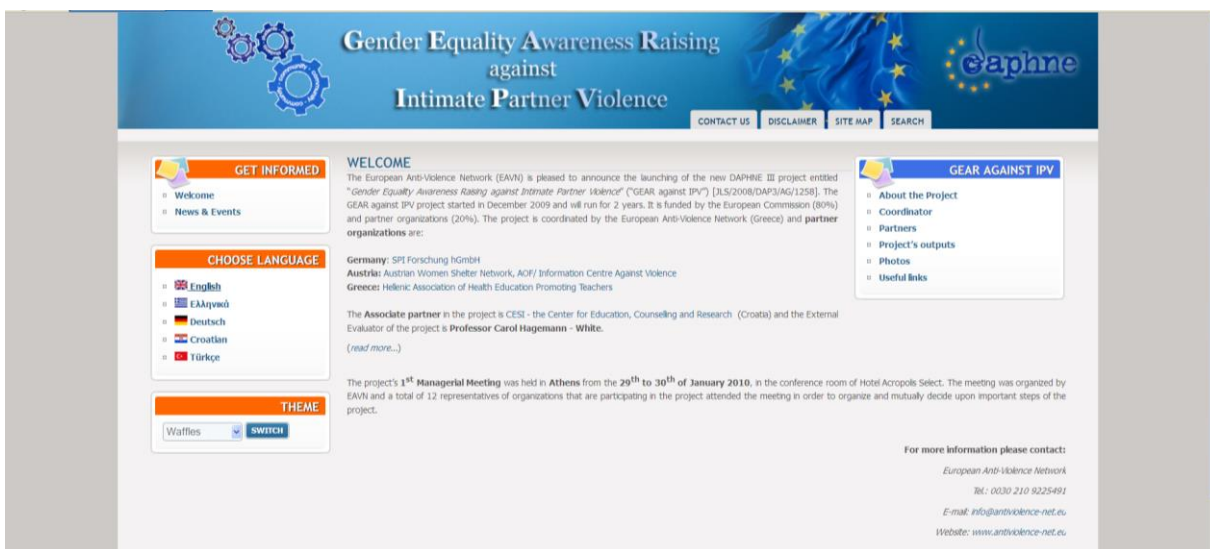 Gender Equality Awareness Raising
against
Intimate Partner Violence
daphne
CONTACT US
DISCLAIMER
SITE MAP
SEARCH
GET INFORMED
Welcome
News & Events
CHOOSE LANGUAGE
English
Ελληνικά
Deutsch
Croatian
Türkçe
THEME
Waffles
SWITCH
WELCOME
The European Anti-Violence Network (EAVN) is pleased to announce the launching of the new DAPHNE III project entitled
"Gender Equality Awareness Raising against Intimate Partner Violence" ("GEAR against IPV") [JLS/2008/DAP3/AG/1258]. The
GEAR against IPV project started in December 2009 and will run for 2 years. It is funded by the European Commission (80%)
and partner organizations (20%). The project is coordinated by the European Anti-Violence Network (Greece) and partner
organizations are:
Germany: SPI Forschung hGmbH
Austria: Austrian Women Shelter Network, AOF/ Information Centre Against Violence
Greece: Hellenic Association of Health Education Promoting Teachers
The Associate partner in the project is CESI - the Center for Education, Counseling and Research (Croatia) and the External
Evaluator of the project is Professor Carol Hagemann - White.
(read more...)
The project's 1st Managerial Meeting was held in Athens from the 29th to 30th of January 2010, in the conference room of Hotel Acropolis Select. The meeting was organized by
EAVN and a total of 12 representatives of organizations that are participating in the project attended the meeting in order to organize and mutually decide upon important steps of the
project.
For more information please contact:
European Anti-Violence Network
Tel.: 0030 210 9225491
E-mail: info@antiviolence-net.eu
Website: www.antiviolence-net.eu
GEAR AGAINST IPV
About the Project
Coordinator
Partners
Project's outputs
Photos
Useful links